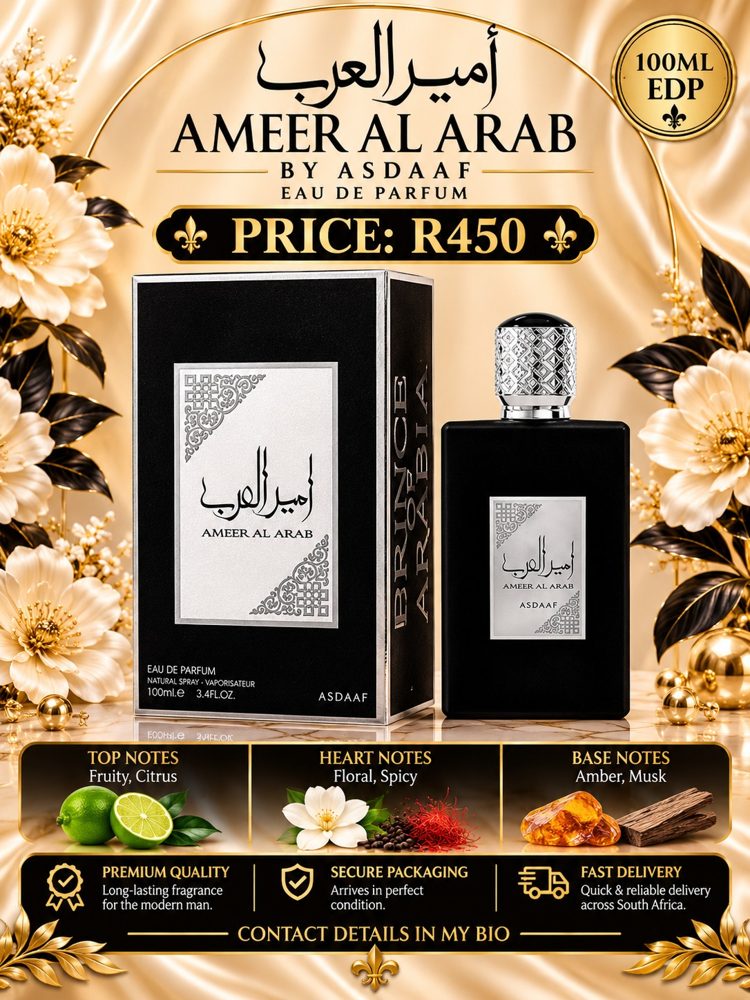 أمير العرب
100ML
EDP
AMEER AL ARAB
BY ASDAAF
EAU DE PARFUM
PRICE: R450
امير العرب
AMEER AL ARAB
BRINCE
OF
ARABIA
EAU DE PARFUM
NATURAL SPRAY - VAPORISATEUR
100ml.e 3.4FL.OZ.
ASDAAF
امير العرب
AMEER AL ARAB
ASDAAF
TOP NOTES
Fruity, Citrus
HEART NOTES
Floral, Spicy
BASE NOTES
Amber, Musk
PREMIUM QUALITY
Long-lasting fragrance
for the modern man.
SECURE PACKAGING
Arrives in perfect
condition.
FAST DELIVERY
Quick & reliable delivery
across South Africa.
CONTACT DETAILS IN MY BIO